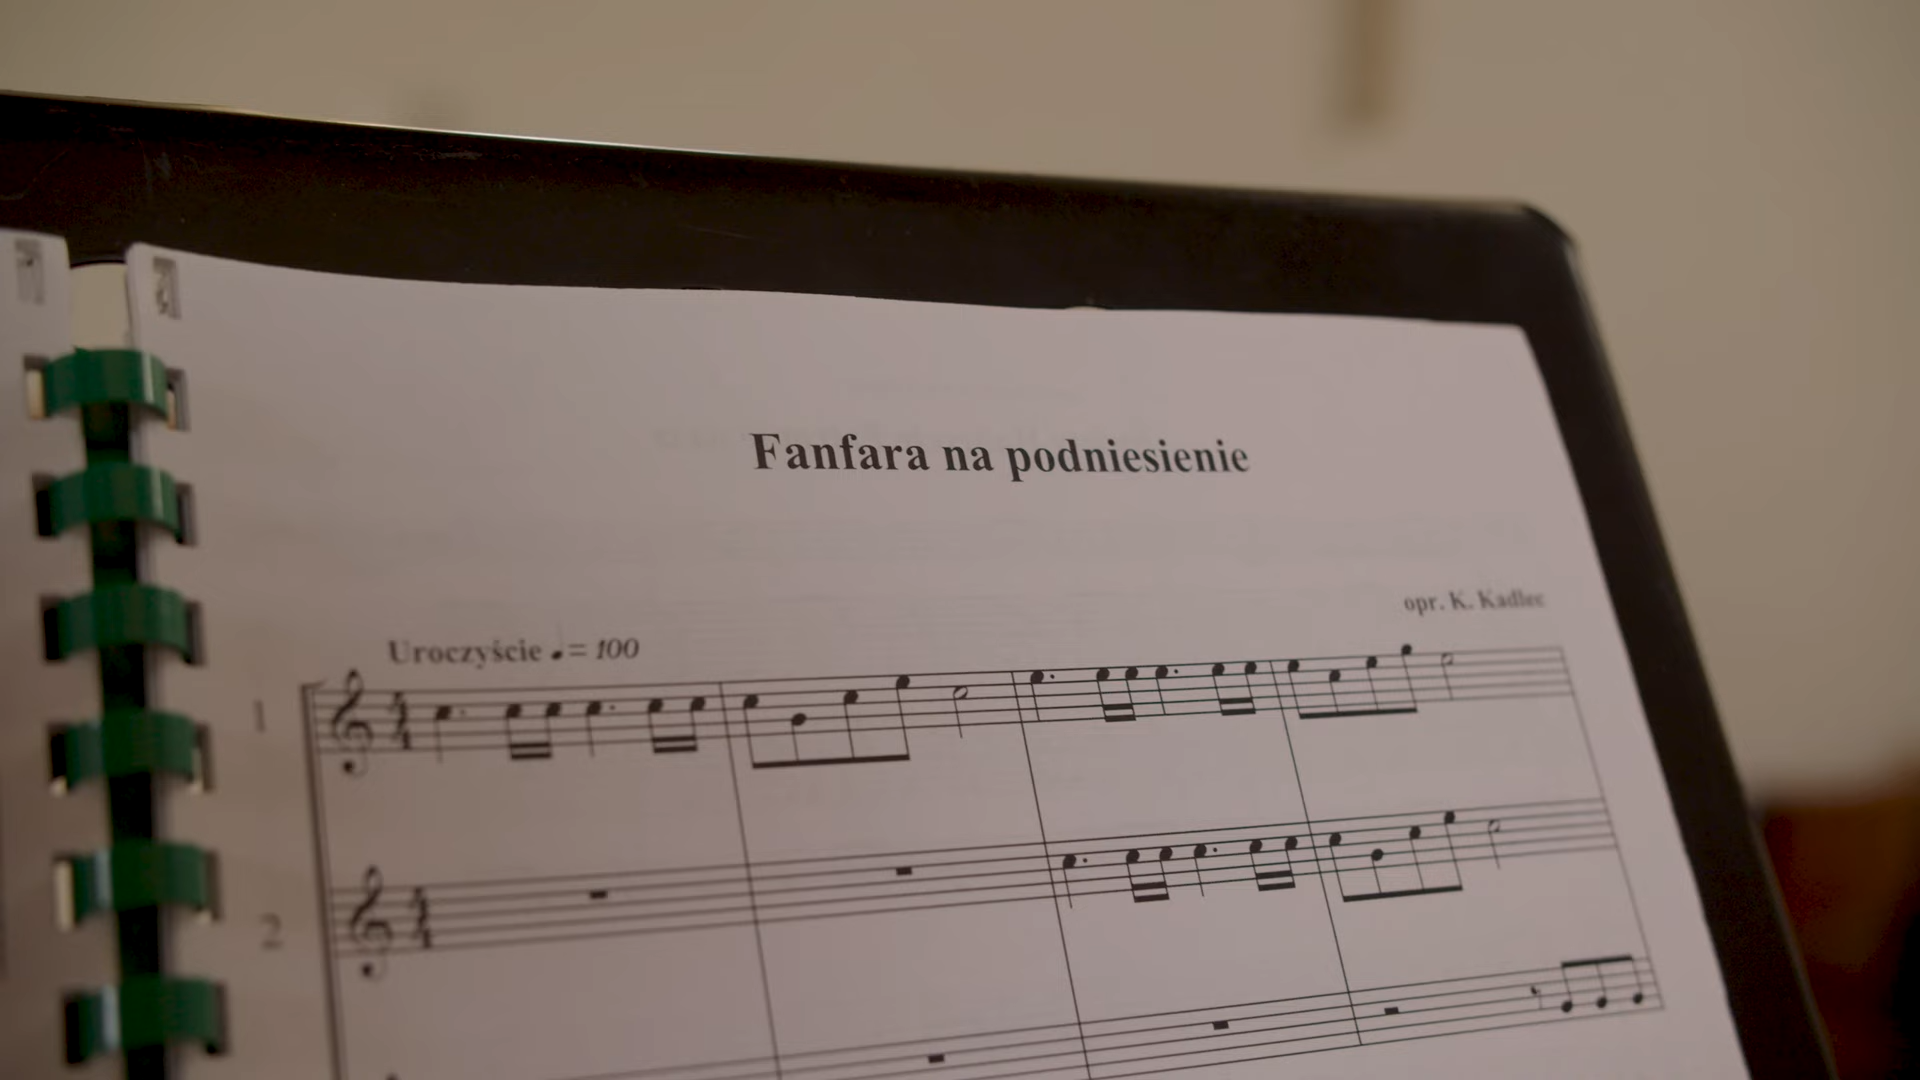 Fanfara na podniesienie
opr. K. Kadlec
Uroczyście ♩= 100
1
2